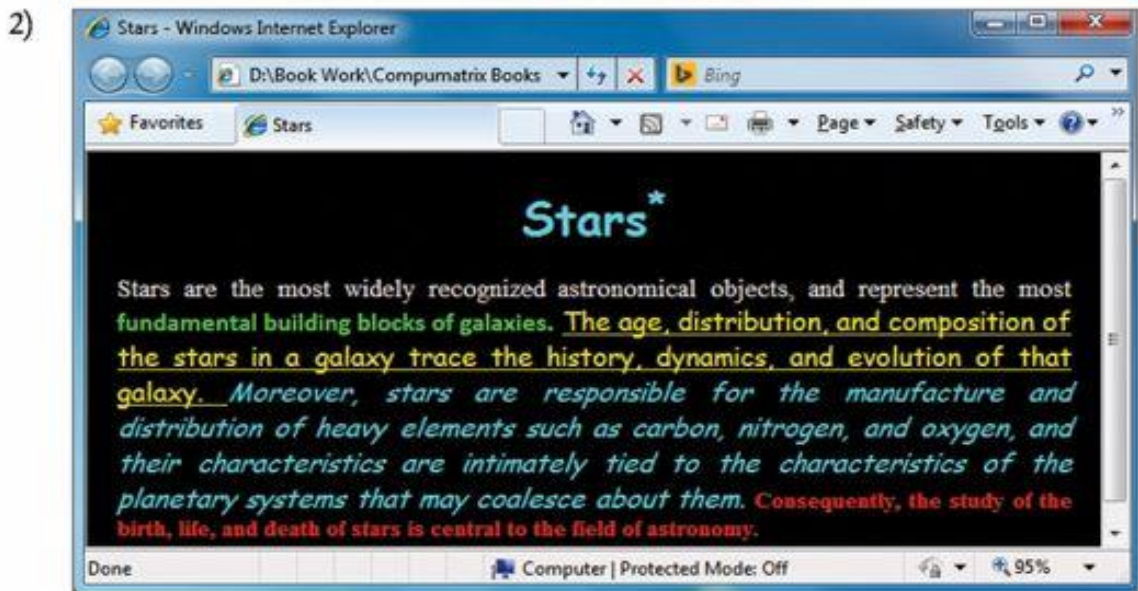 2)
Stars - Windows Internet Explorer
D:\Book Work\Compumatrix Books
Bing
Favorites
Stars
Page
Safety
Tools
Stars*
Stars are the most widely recognized astronomical objects, and represent the most
fundamental building blocks of galaxies. The age, distribution, and composition of
the stars in a galaxy trace the history, dynamics, and evolution of that
galaxy. Moreover, stars are responsible for the manufacture and
distribution of heavy elements such as carbon, nitrogen, and oxygen, and
their characteristics are intimately tied to the characteristics of the
planetary systems that may coalesce about them. Consequently, the study of the
birth, life, and death of stars is central to the field of astronomy.
Done
Computer | Protected Mode: Off
95%